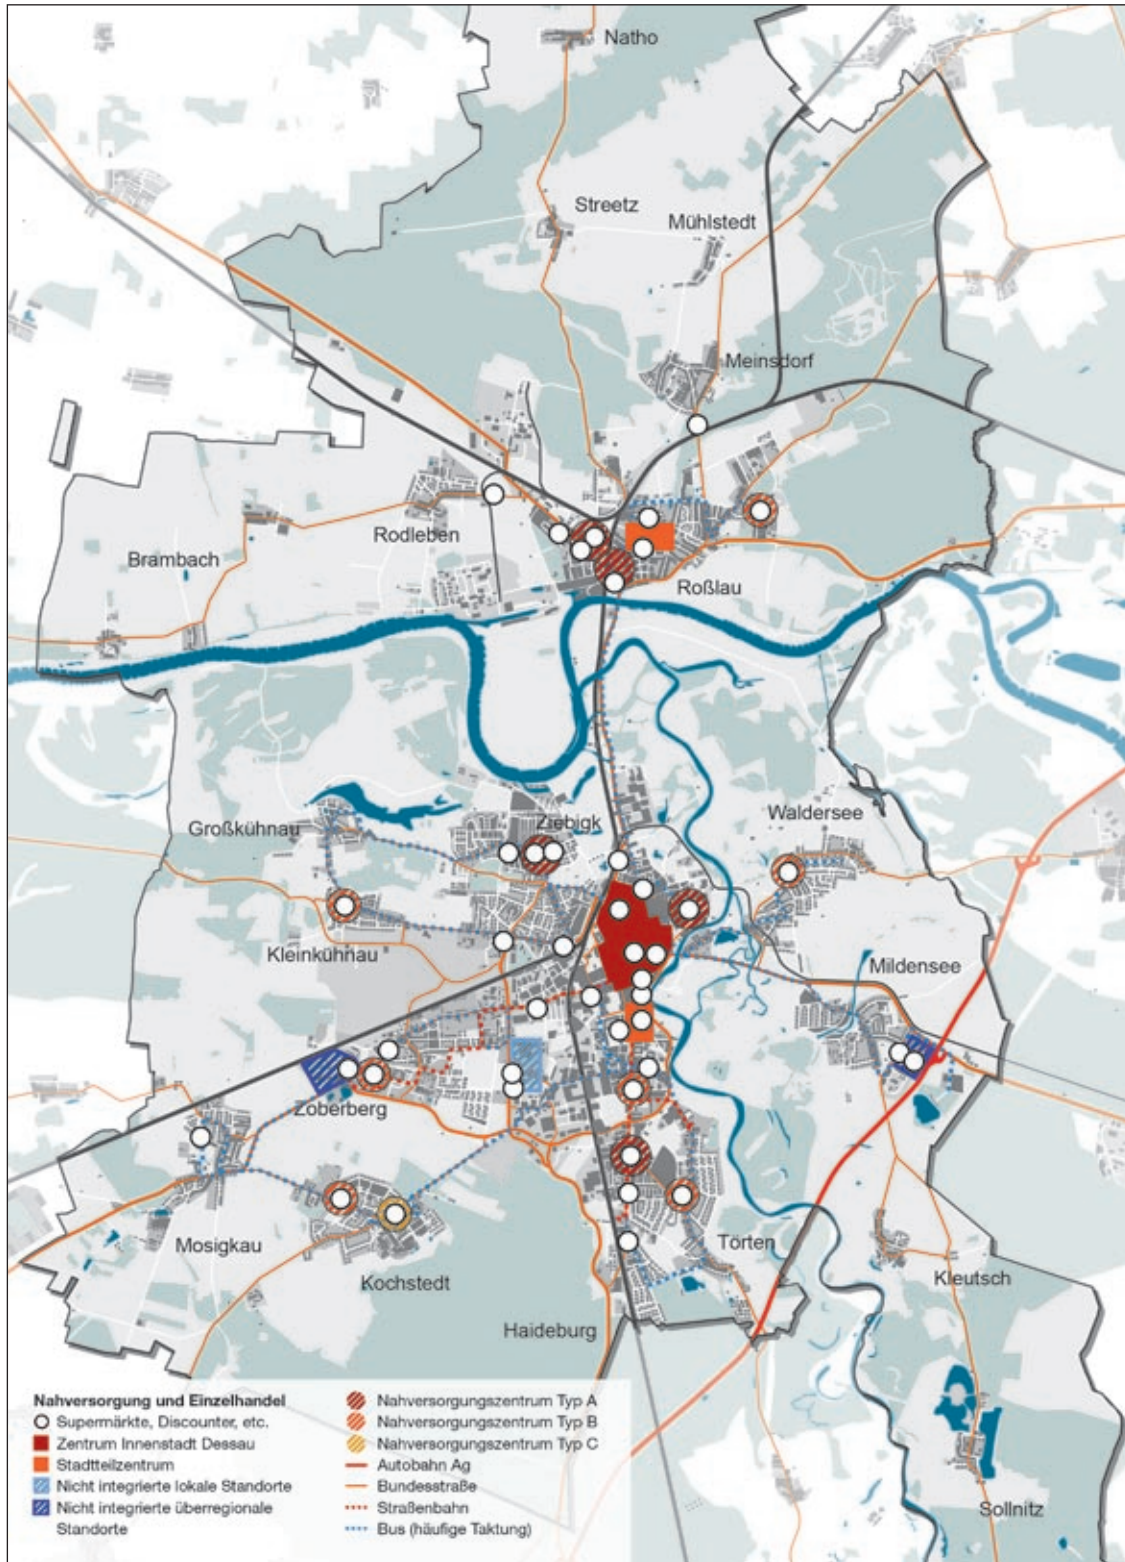 Natho
Streetz
Mühlstedt
Meinsdorf
Rodleben
Brambach
Roßlau
Waldersee
Großkühnau
Ziebigk
Kleinkühnau
Mildensee
Zoberberg
Mosigkau
Törten
Kochstedt
Kleutsch
Haideburg
Sollnitz
Nahversorgung und Einzelhandel
Supermärkte, Discounter, etc.
Zentrum Innenstadt Dessau
Stadtteilzentrum
Nicht integrierte lokale Standorte
Nicht integrierte überregionale
Standorte
Nahversorgungszentrum Typ A
Nahversorgungszentrum Typ B
Nahversorgungszentrum Typ C
Autobahn Ag
Bundesstraße
Straßenbahn
Bus (häufige Taktung)